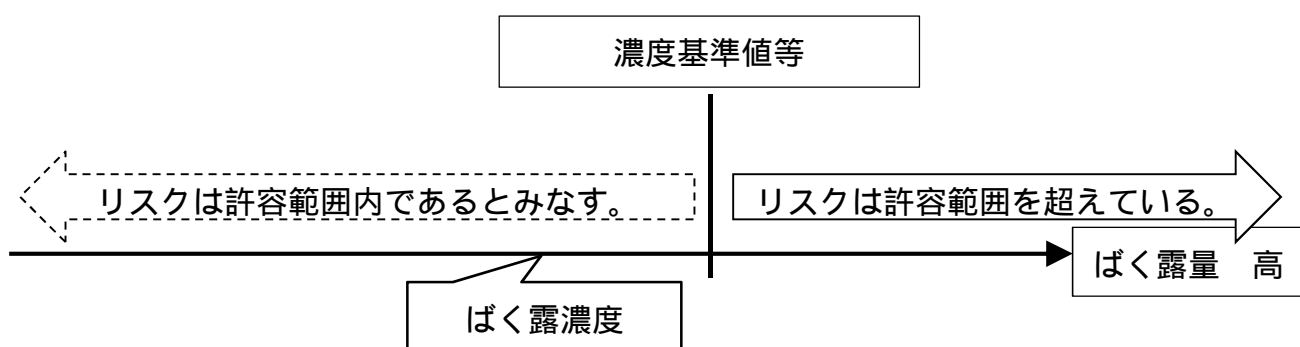 濃度基準値等
リスクは許容範囲内であるとみなす。
リスクは許容範囲を超えている。
ばく露量　高
ばく露濃度